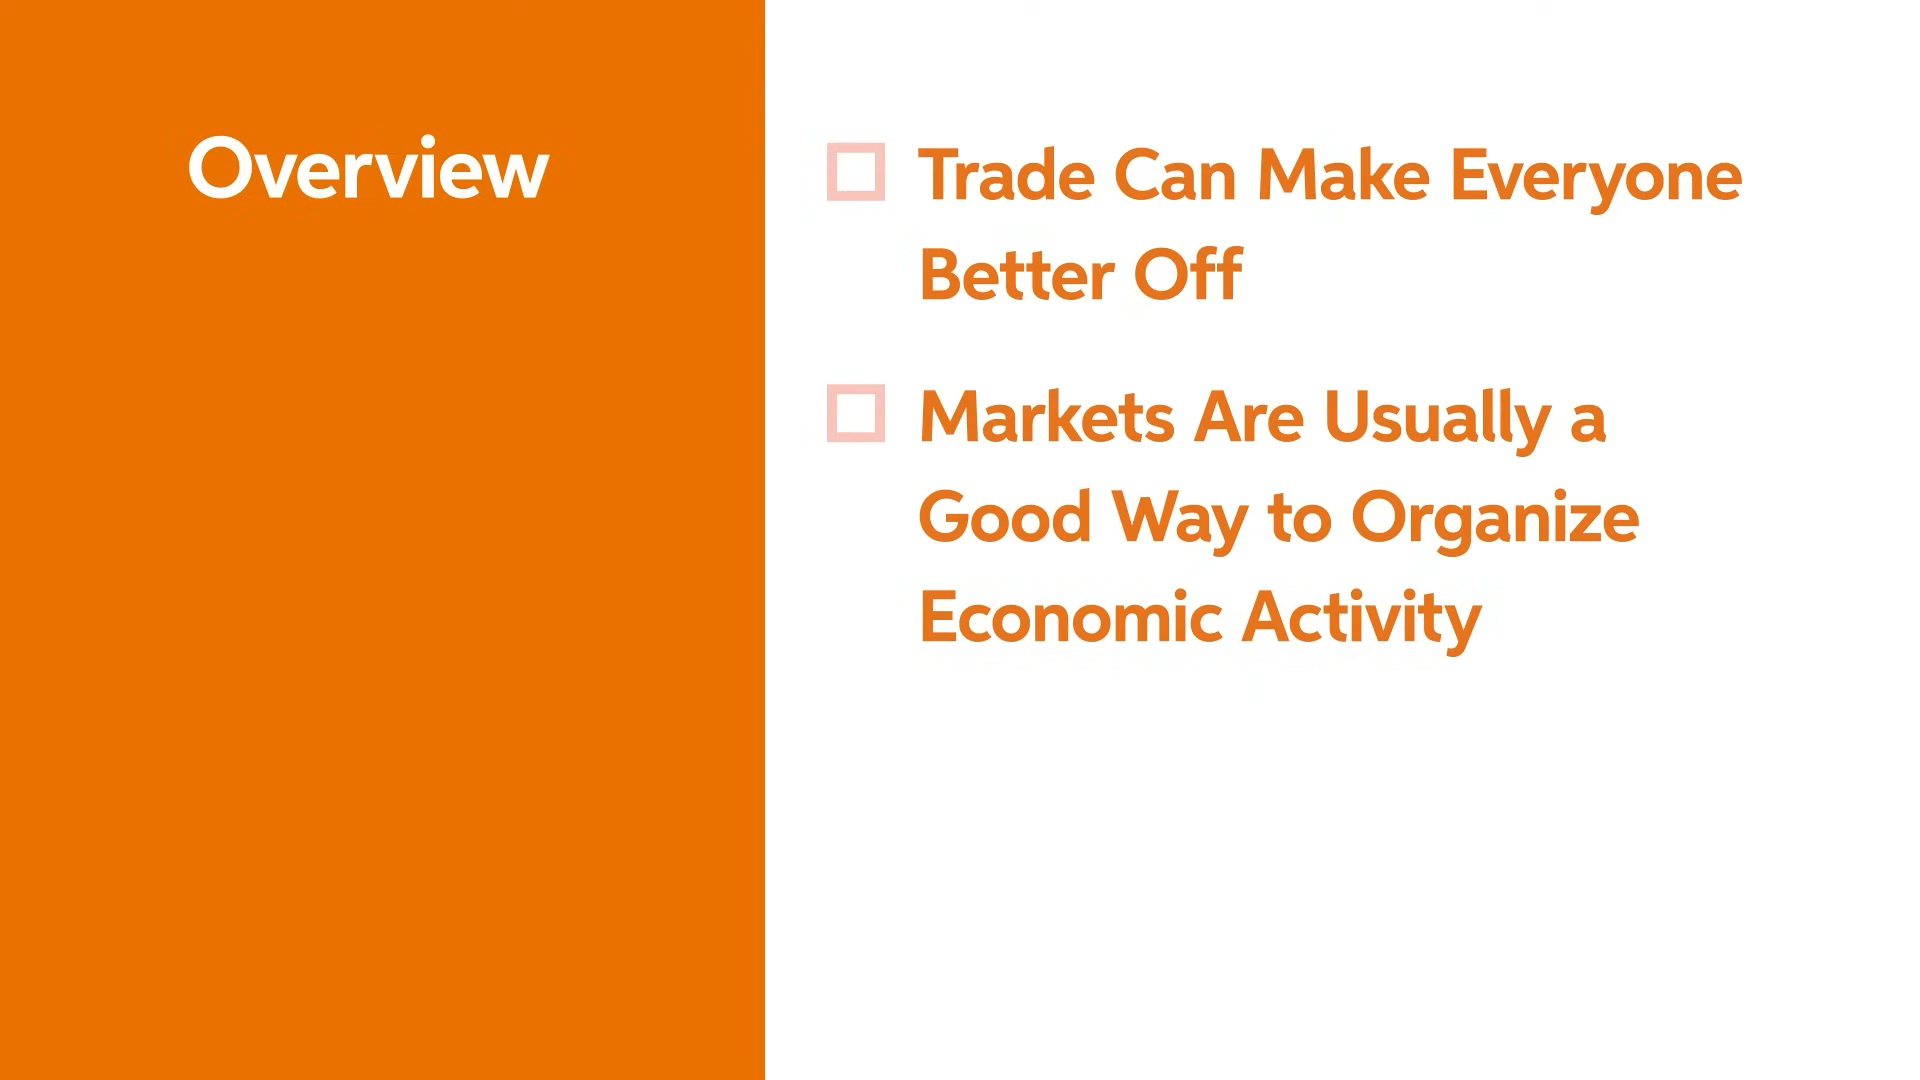 Overview
Trade Can Make Everyone
Better Off
Markets Are Usually a
Good Way to Organize
Economic Activity